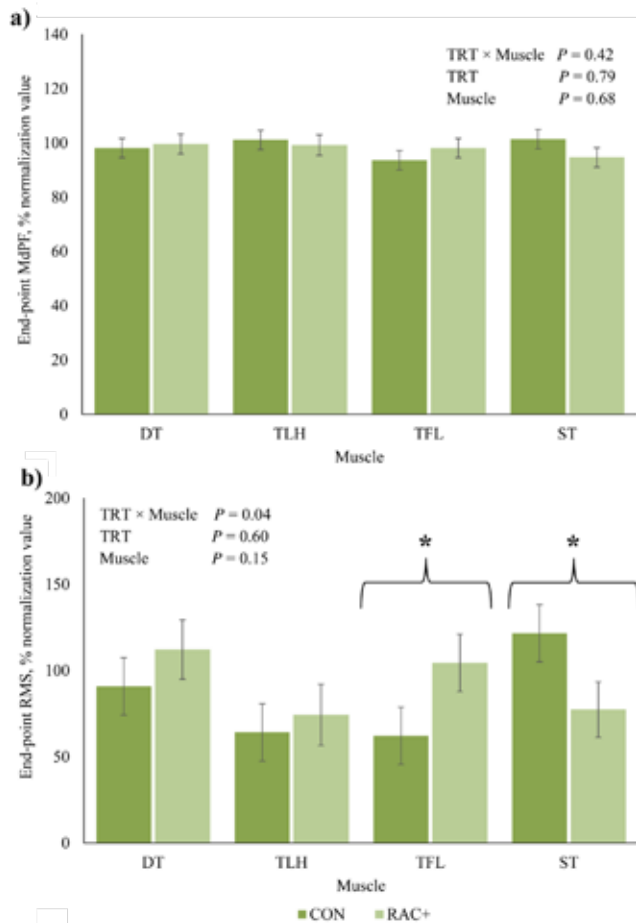 a)
140
120
100
80
60
40
20
0
End-point MdPF, % normalization value
TRT × Muscle P = 0.42
TRT P = 0.79
Muscle P = 0.68
DT TLH TFL ST
Muscle
b)
200
150
100
50
0
End-point RMS, % normalization value
TRT × Muscle P = 0.04
TRT P = 0.60
Muscle P = 0.15
* *
DT TLH TFL ST
Muscle
CON RAC+